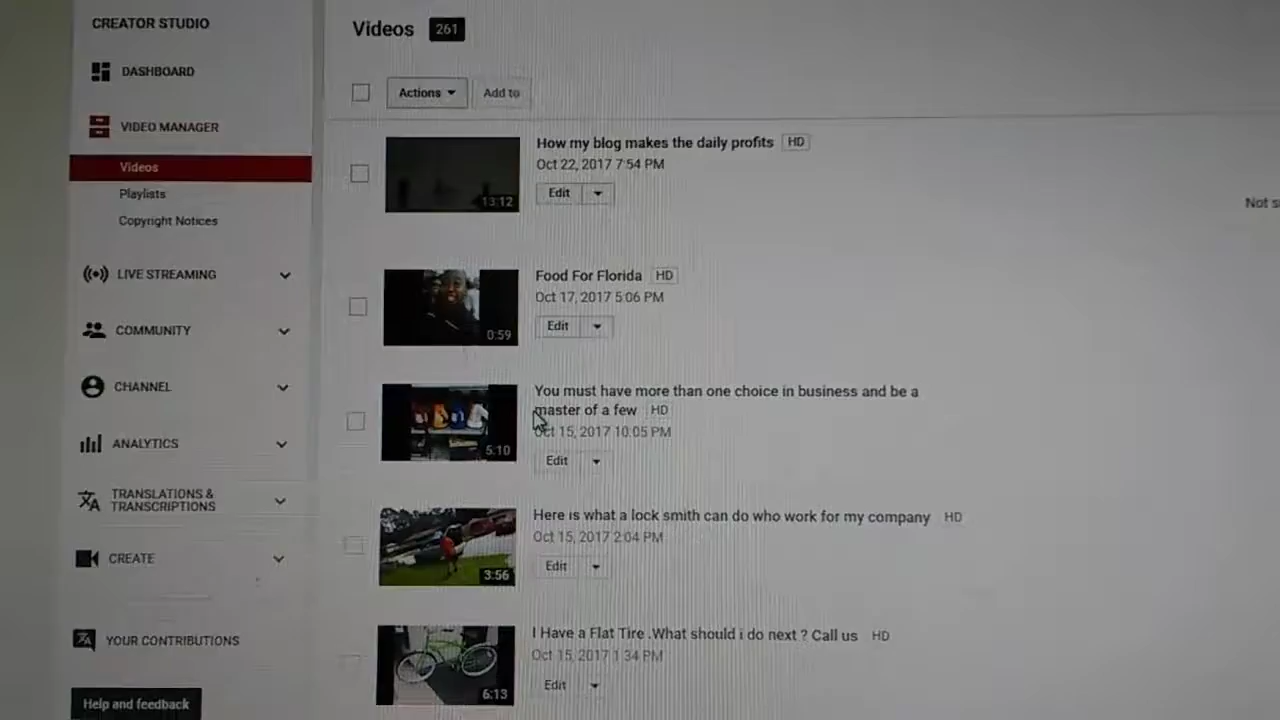 CREATOR STUDIO
DASHBOARD
VIDEO MANAGER
Videos
Playlists
Copyright Notices
LIVE STREAMING
COMMUNITY
CHANNEL
ANALYTICS
TRANSLATIONS &
TRANSCRIPTIONS
CREATE
YOUR CONTRIBUTIONS
Help and feedback
Videos 261
Actions Add to
How my blog makes the daily profits HD
Oct 22, 2017 7:54 PM
13:12
Edit
Not s
Food For Florida HD
Oct 17, 2017 5:06 PM
0:59
Edit
You must have more than one choice in business and be a
master of a few HD
Oct 15, 2017 10:05 PM
5:10
Edit
Here is what a lock smith can do who work for my company HD
Oct 15, 2017 2:04 PM
3:56
Edit
I Have a Flat Tire .What should i do next ? Call us HD
Oct 15, 2017 1:34 PM
6:13
Edit